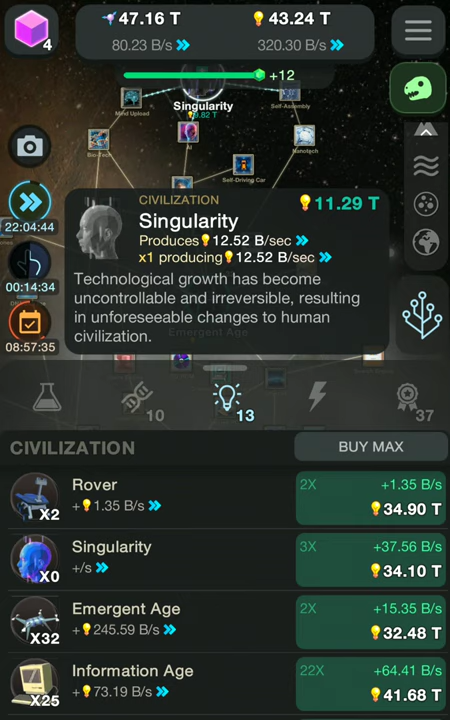 4
47.16 T
43.24 T
80.23 B/s
320.30 B/s
+12
Mind Upload
Singularity
9.82 T
Self-Assembly
Bio-Tech
AI
Nanotech
Self-Driving Car
22:04:44
00:14:34
08:57:35
CIVILIZATION
11.29 T
Singularity
Produces 12.52 B/sec
x1 producing 12.52 B/sec
Technological growth has become
uncontrollable and irreversible, resulting
in unforeseeable changes to human
civilization.
Emergent Age
10
13
37
CIVILIZATION
BUY MAX
Rover
X2
+1.35 B/s
2X
+1.35 B/s
34.90 T
Singularity
X0
+/s
3X
+37.56 B/s
34.10 T
Emergent Age
X32
+245.59 B/s
2X
+15.35 B/s
32.48 T
Information Age
X25
+73.19 B/s
22X
+64.41 B/s
41.68 T